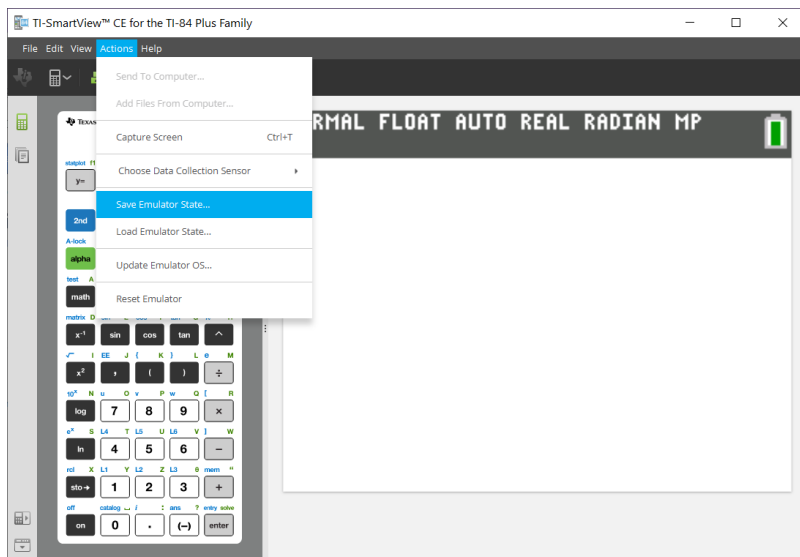 TI-SmartView™ CE for the TI-84 Plus Family
File Edit View Actions Help
Send To Computer...
Add Files From Computer...
Capture Screen Ctrl+T
Choose Data Collection Sensor
Save Emulator State...
Load Emulator State...
Update Emulator OS...
Reset Emulator
RMAL FLOAT AUTO REAL RADIAN MP
TEXAS
statplot f1
y=
2nd
A-lock
alpha
test A
math
matrix D
x⁻¹ sin cos tan ^
√ I EE J { K } L e M
x² , ( ) ÷
10ˣ N u O v P w Q [ R
log 7 8 9 ×
eˣ S L4 T L5 U L6 V ] W
ln 4 5 6 −
rcl X L1 Y L2 Z L3 θ mem "
sto→ 1 2 3 +
off catalog ⎵ i : ans ? entry solve
on 0 . (−) enter